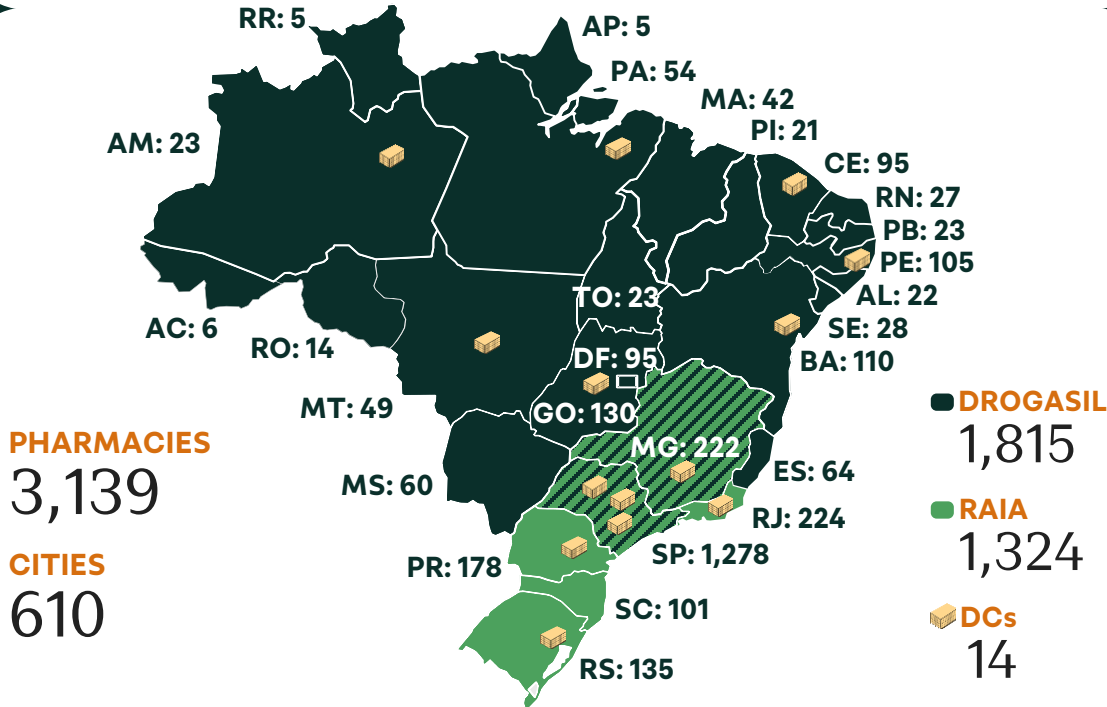 RR: 5
AP: 5
PA: 54
MA: 42
PI: 21
AM: 23
CE: 95
RN: 27
PB: 23
PE: 105
TO: 23
AL: 22
AC: 6
SE: 28
RO: 14
DF: 95
BA: 110
MT: 49
GO: 130
DROGASIL
1,815
PHARMACIES
3,139
MG: 222
MS: 60
ES: 64
RAIA
1,324
RJ: 224
CITIES
610
PR: 178
SP: 1,278
SC: 101
DCs
14
RS: 135